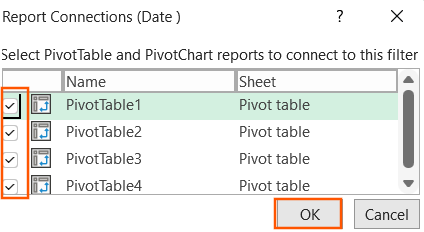 Report Connections (Date )
?
Select PivotTable and PivotChart reports to connect to this filter
Name Sheet
PivotTable1 Pivot table
PivotTable2 Pivot table
PivotTable3 Pivot table
PivotTable4 Pivot table
OK Cancel